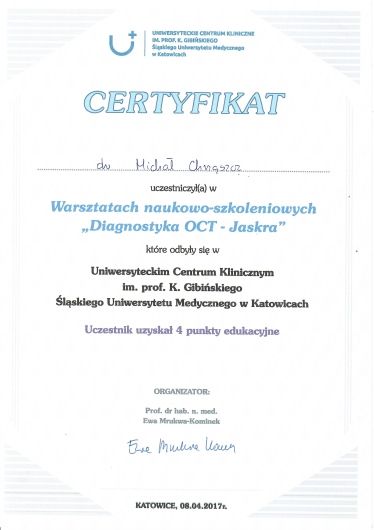 UNIWERSYTECKIE CENTRUM KLINICZNE
IM. PROF. K. GIBIŃSKIEGO
Śląskiego Uniwersytetu Medycznego
w Katowicach
CERTYFIKAT
dr Michał Chrząszcz
uczestniczył(a) w
Warsztatach naukowo-szkoleniowych
„Diagnostyka OCT - Jaskra”
które odbyły się w
Uniwersyteckim Centrum Klinicznym
im. prof. K. Gibińskiego
Śląskiego Uniwersytetu Medycznego w Katowicach
Uczestnik uzyskał 4 punkty edukacyjne
ORGANIZATOR:
Prof. dr hab. n. med.
Ewa Mrukwa-Kominek
Ewa Mrukwa
KATOWICE, 08.04.2017r.